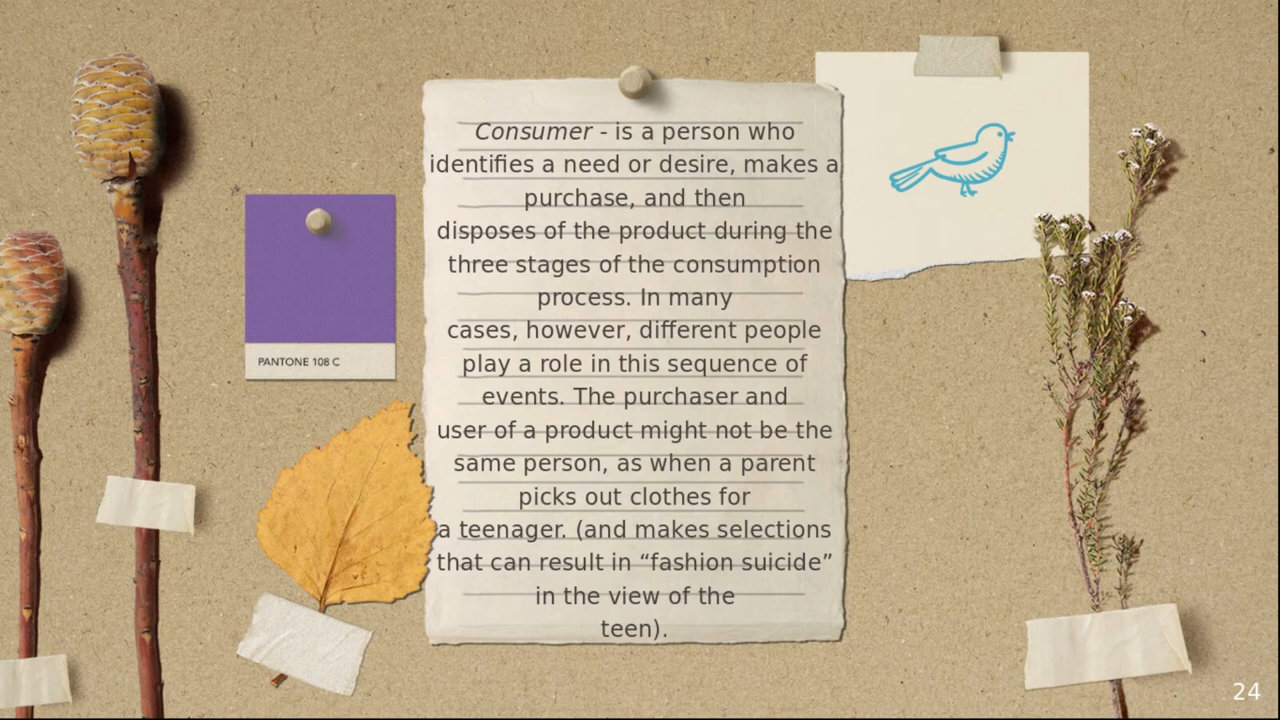 Consumer - is a person who
identifies a need or desire, makes a
purchase, and then
disposes of the product during the
three stages of the consumption
process. In many
cases, however, different people
play a role in this sequence of
events. The purchaser and
user of a product might not be the
same person, as when a parent
picks out clothes for
a teenager. (and makes selections
that can result in “fashion suicide”
in the view of the
teen).
PANTONE 108 C
24